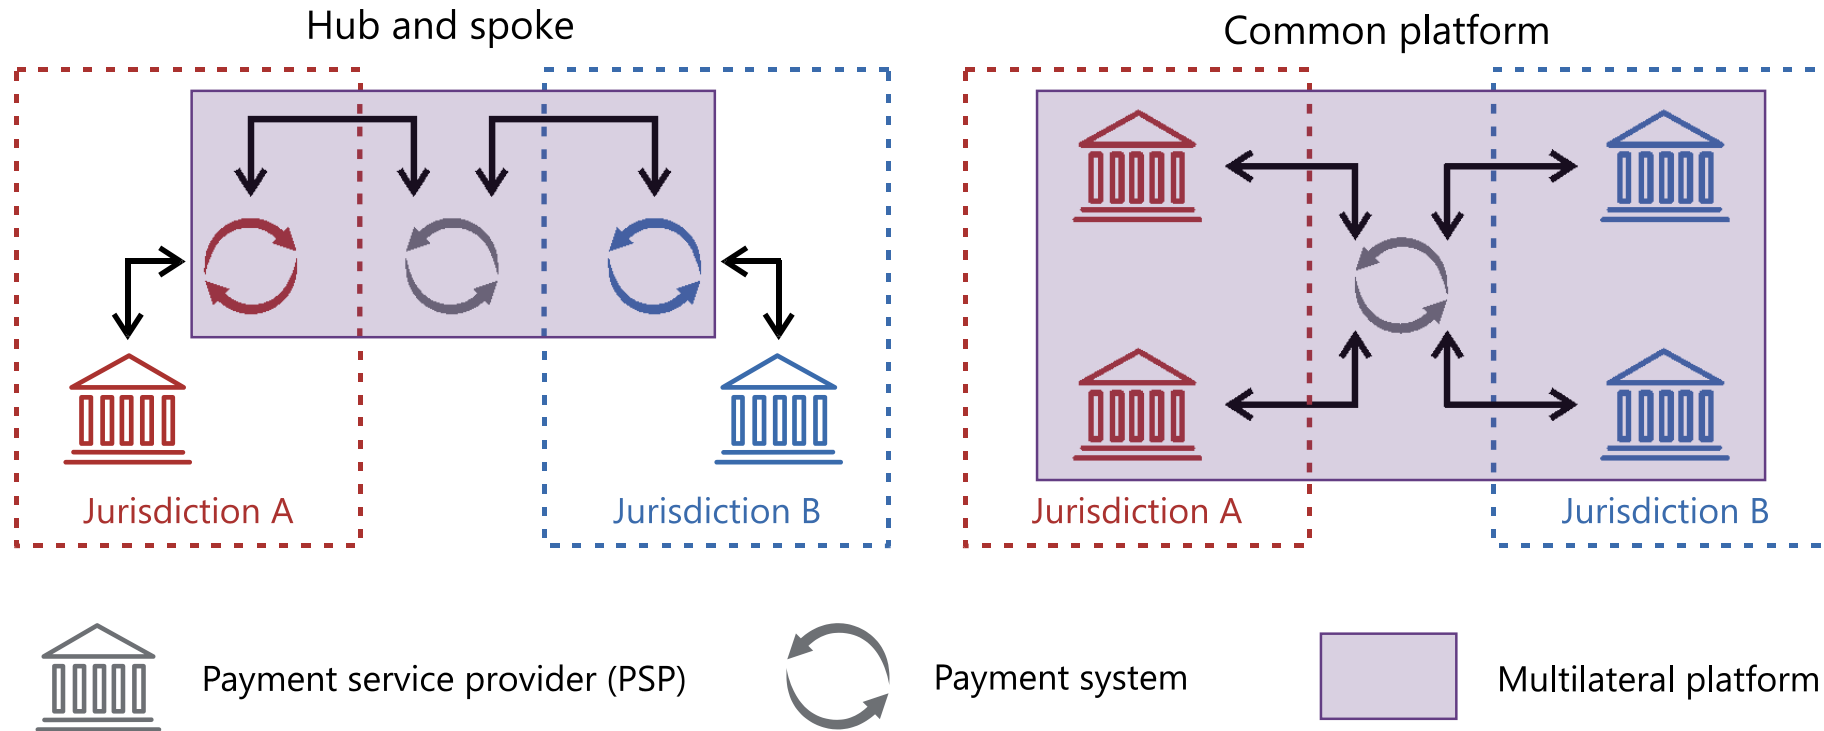 Hub and spoke
Common platform
Jurisdiction A
Jurisdiction B
Jurisdiction A
Jurisdiction B
Payment service provider (PSP)
Payment system
Multilateral platform